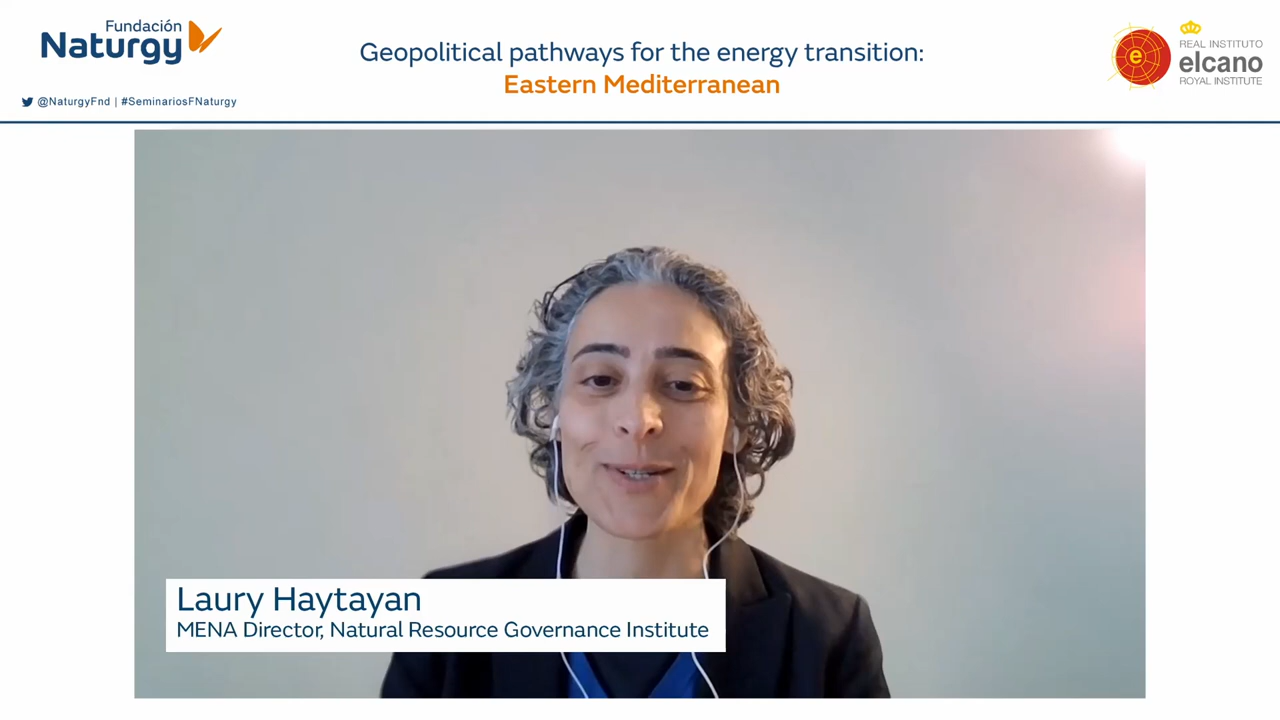 Fundación
Naturgy
@NaturgyFnd | #SeminariosFNaturgy
Geopolitical pathways for the energy transition:
Eastern Mediterranean
e
REAL INSTITUTO
elcano
ROYAL INSTITUTE
Laury Haytayan
MENA Director, Natural Resource Governance Institute